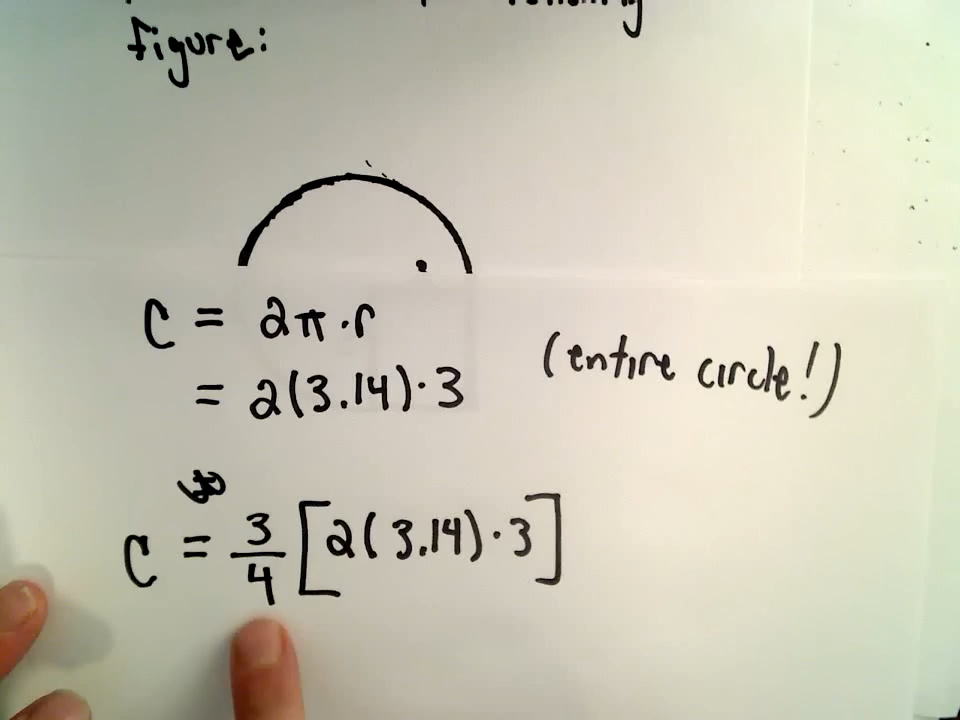 figure:
C = 2π · r
= 2(3.14) · 3
(entire circle!)
C = 3/4 [2(3.14) · 3]